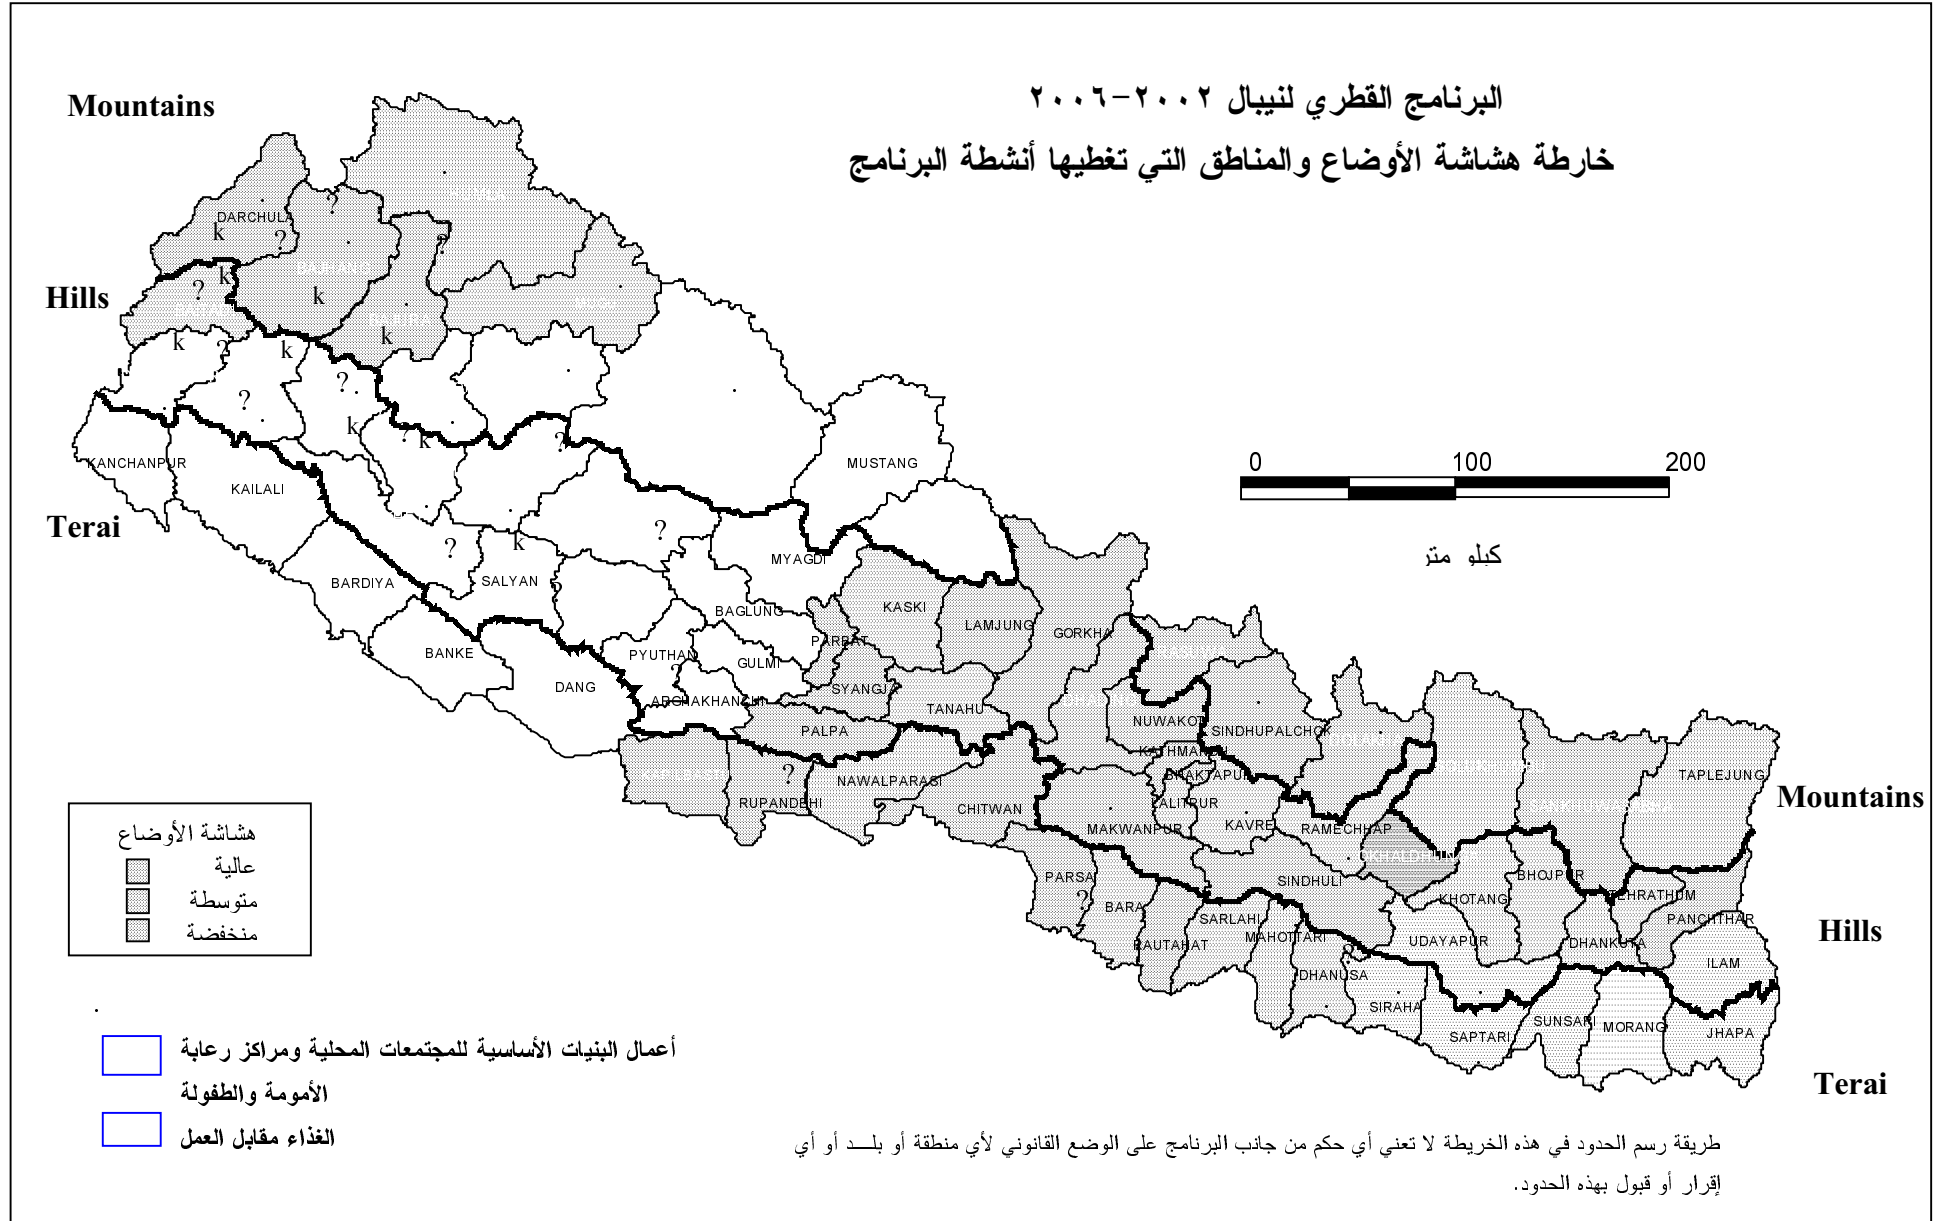 البرنامج القطري لنيبال ٢٠٠٢-٢٠٠٦
خارطة هشاشة الأوضاع والمناطق التي تغطيها أنشطة البرنامج
Mountains
Hills
Terai
0 100 200
كيلو متر
DARCHULA
?
k
?
?
k
k
?
k
k
k
?
k
?
?
k
?
k
?
KANCHANPUR
KAILALI
MUSTANG
?
?
k
MYAGDI
BARDIYA
SALYAN
?
BAGLUNG
KASKI
LAMJUNG
GORKHA
PARBAT
BANKE
PYUTHAN
GULMI
?
DANG
ARGHAKHANCHI
SYANGJA
TANAHU
PALPA
NUWAKOT
SINDHUPALCHOK
KATHMANDU
BHAKTAPUR
LALITPUR
KAVRE
RAMECHHAP
?
RUPANDEHI
NAWALPARASI
CHITWAN
MAKWANPUR
OKHALDHUNGA
TAPLEJUNG
PARSA
?
BARA
SINDHULI
KHOTANG
BHOJPUR
TEHRATHUM
PANCHTHAR
RAUTAHAT
SARLAHI
MAHOTTARI
?
DHANUSA
UDAYAPUR
DHANKUTA
ILAM
SIRAHA
SAPTARI
SUNSARI
MORANG
JHAPA
Mountains
Hills
Terai
هشاشة الأوضاع
عالية
متوسطة
منخفضة
أعمال البنيات الأساسية للمجتمعات المحلية ومراكز رعاية
الأمومة والطفولة
الغذاء مقابل العمل
طريقة رسم الحدود في هذه الخريطة لا تعني أي حكم من جانب البرنامج على الوضع القانوني لأي منطقة أو بلـــد أو أي
إقرار أو قبول بهذه الحدود.